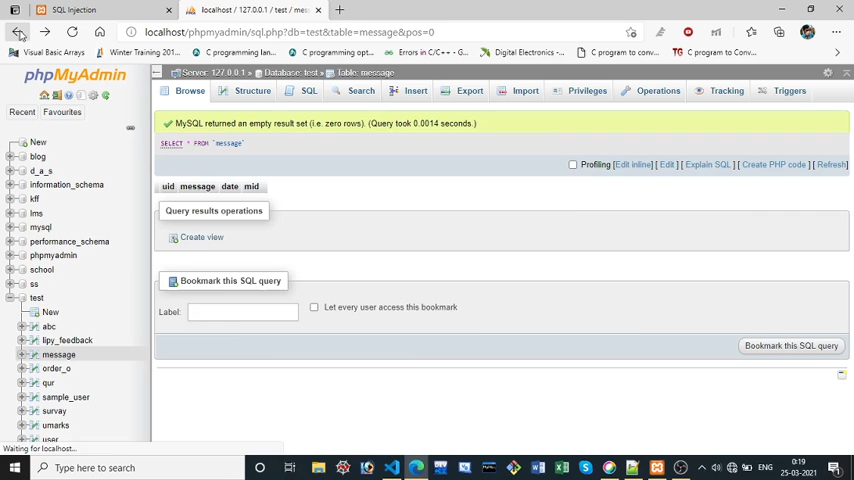 SQL Injection
localhost / 127.0.0.1 / test / mes
localhost/phpmyadmin/sql.php?db=test&table=message&pos=0
Visual Basic Arrays
Winter Training 201...
C programming lan...
C programming lang...
Errors in C/C++ - G...
Digital Electronics -...
C program to conv...
C program to Conv...
phpMyAdmin
Recent
Favourites
New
blog
d_a_s
information_schema
kff
lms
mysql
performance_schema
phpmyadmin
school
ss
test
New
abc
lipy_feedback
message
order_o
qur
sample_user
survay
umarks
user
Server: 127.0.0.1 » Database: test » Table: message
Browse Structure SQL Search Insert Export Import Privileges Operations Tracking Triggers
MySQL returned an empty result set (i.e. zero rows). (Query took 0.0014 seconds.)
SELECT * FROM `message`
Profiling [Edit inline] [ Edit ] [ Explain SQL ] [ Create PHP code ] [ Refresh]
uid message date mid
Query results operations
Create view
Bookmark this SQL query
Label:
Let every user access this bookmark
Bookmark this SQL query
Waiting for localhost...
Type here to search
ENG
0:19
25-03-2021